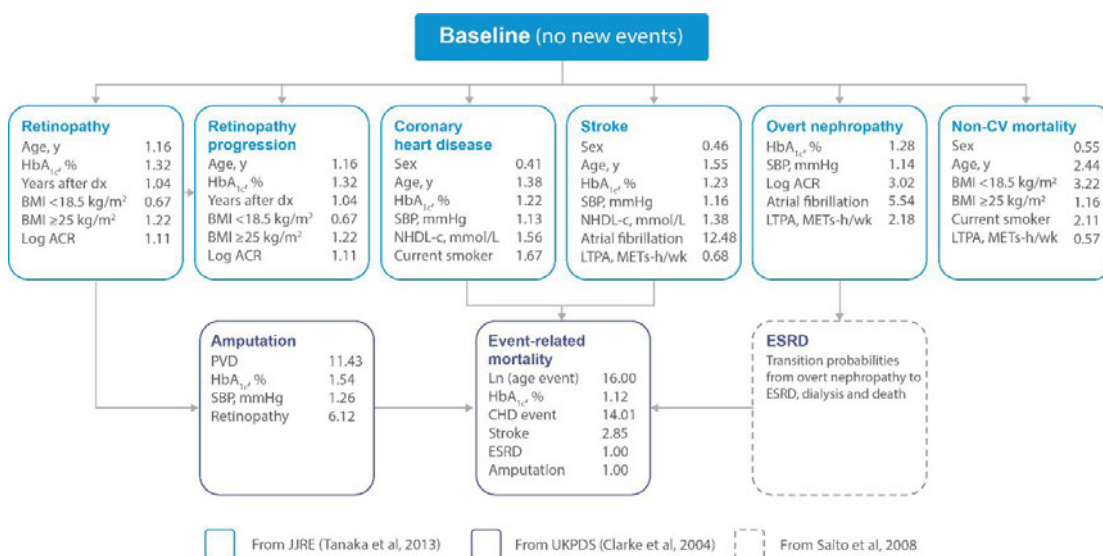 Baseline (no new events)
Retinopathy
Age, y 1.16
HbA1c, % 1.32
Years after dx 1.04
BMI <18.5 kg/m² 0.67
BMI ≥25 kg/m² 1.22
Log ACR 1.11
Retinopathy
progression
Age, y 1.16
HbA1c, % 1.32
Years after dx 1.04
BMI <18.5 kg/m² 0.67
BMI ≥25 kg/m² 1.22
Log ACR 1.11
Coronary
heart disease
Sex 0.41
Age, y 1.38
HbA1c, % 1.22
SBP, mmHg 1.13
NHDL-c, mmol/L 1.56
Current smoker 1.67
Stroke
Sex 0.46
Age, y 1.55
HbA1c, % 1.23
SBP, mmHg 1.16
NHDL-c, mmol/L 1.38
Atrial fibrillation 12.48
LTPA, METs-h/wk 0.68
Overt nephropathy
HbA1c, % 1.28
SBP, mmHg 1.14
Log ACR 3.02
Atrial fibrillation 5.54
LTPA, METs-h/wk 2.18
Non-CV mortality
Sex 0.55
Age, y 2.44
BMI <18.5 kg/m² 3.22
BMI ≥25 kg/m² 1.16
Current smoker 2.11
LTPA, METs-h/wk 0.57
Amputation
PVD 11.43
HbA1c, % 1.54
SBP, mmHg 1.26
Retinopathy 6.12
Event-related
mortality
Ln (age event) 16.00
HbA1c, % 1.12
CHD event 14.01
Stroke 2.85
ESRD 1.00
Amputation 1.00
ESRD
Transition probabilities
from overt nephropathy to
ESRD, dialysis and death
From JJRE (Tanaka et al, 2013)
From UKPDS (Clarke et al, 2004)
From Saito et al, 2008